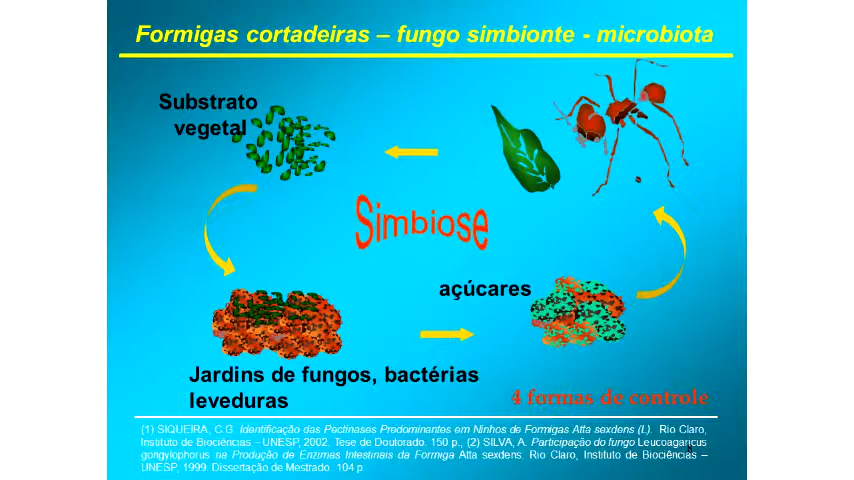 Formigas cortadeiras – fungo simbionte - microbiota
Substrato
vegetal
Simbiose
açúcares
Jardins de fungos, bactérias
leveduras
4 formas de controle
(1) SIQUEIRA, C.G. Identificação das Pectinases Predominantes em Ninhos de Formigas Atta sexdens (L). Rio Claro,
Instituto de Biociências – UNESP, 2002. Tese de Doutorado. 150 p., (2) SILVA, A. Participação do fungo Leucoagaricus
gongylophorus na Produção de Enzimas Intestinais da Formiga Atta sexdens. Rio Claro, Instituto de Biociências –
UNESP, 1999. Dissertação de Mestrado. 104 p